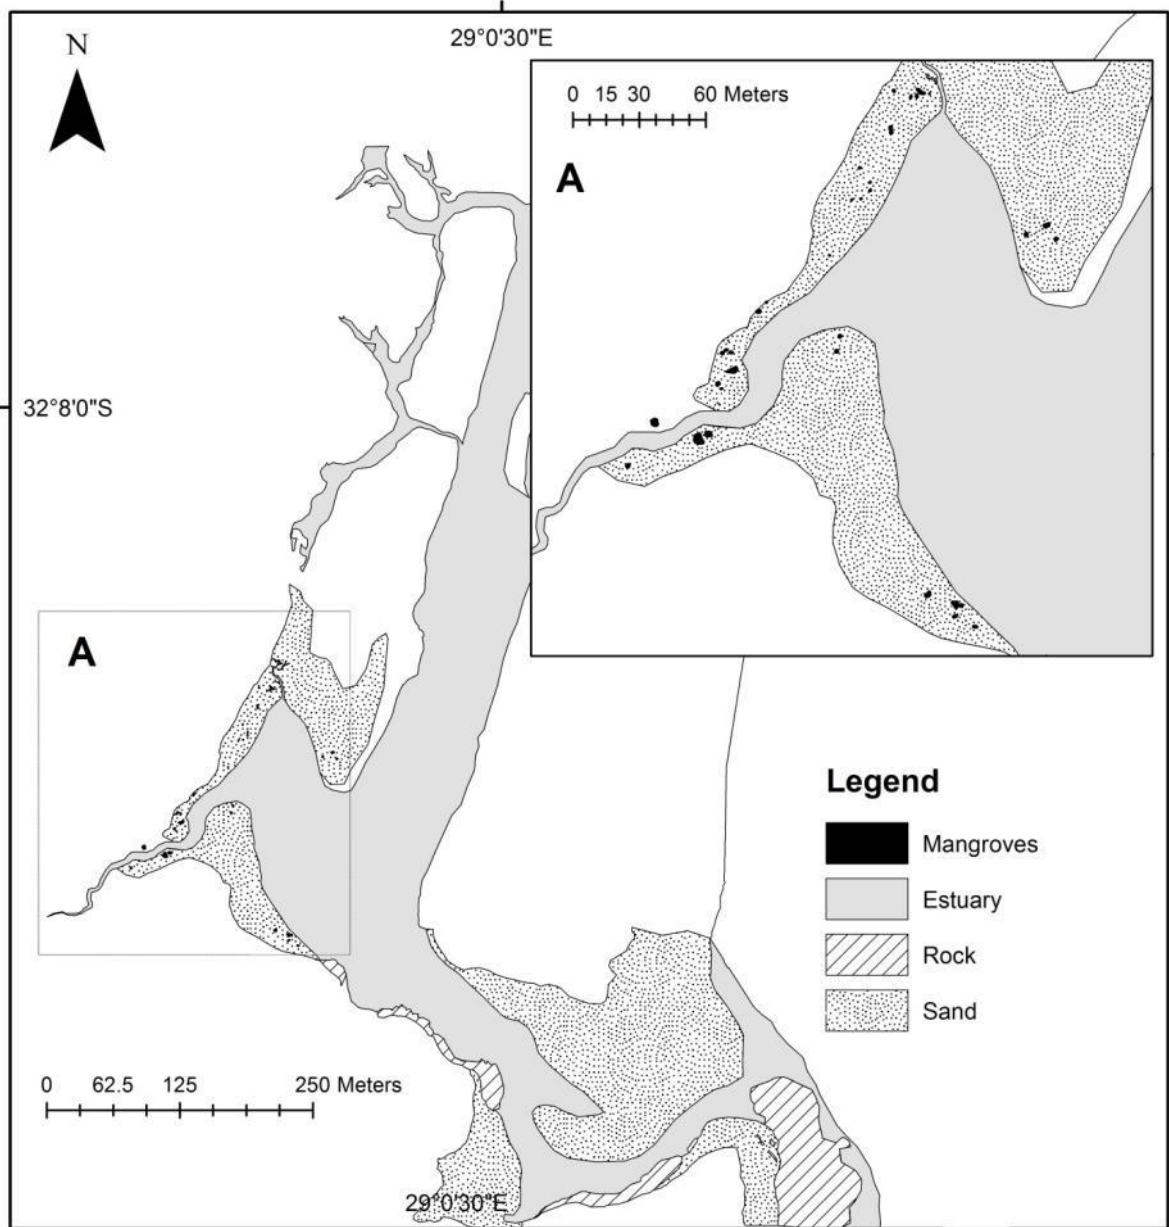 29°0'30"E
N
0 15 30 60 Meters
A
32°8'0"S
A
Legend
Mangroves
Estuary
Rock
Sand
0 62.5 125 250 Meters
29°0'30"E